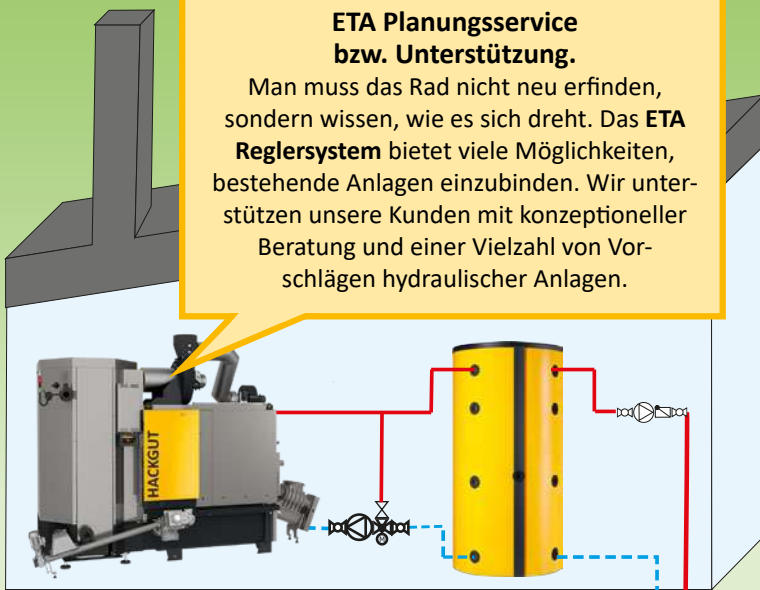 ETA Planungsservice
bzw. Unterstützung.
Man muss das Rad nicht neu erfinden,
sondern wissen, wie es sich dreht. Das ETA
Reglersystem bietet viele Möglichkeiten,
bestehende Anlagen einzubinden. Wir unter-
stützen unsere Kunden mit konzeptioneller
Beratung und einer Vielzahl von Vor-
schlägen hydraulischer Anlagen.
HACKGUT